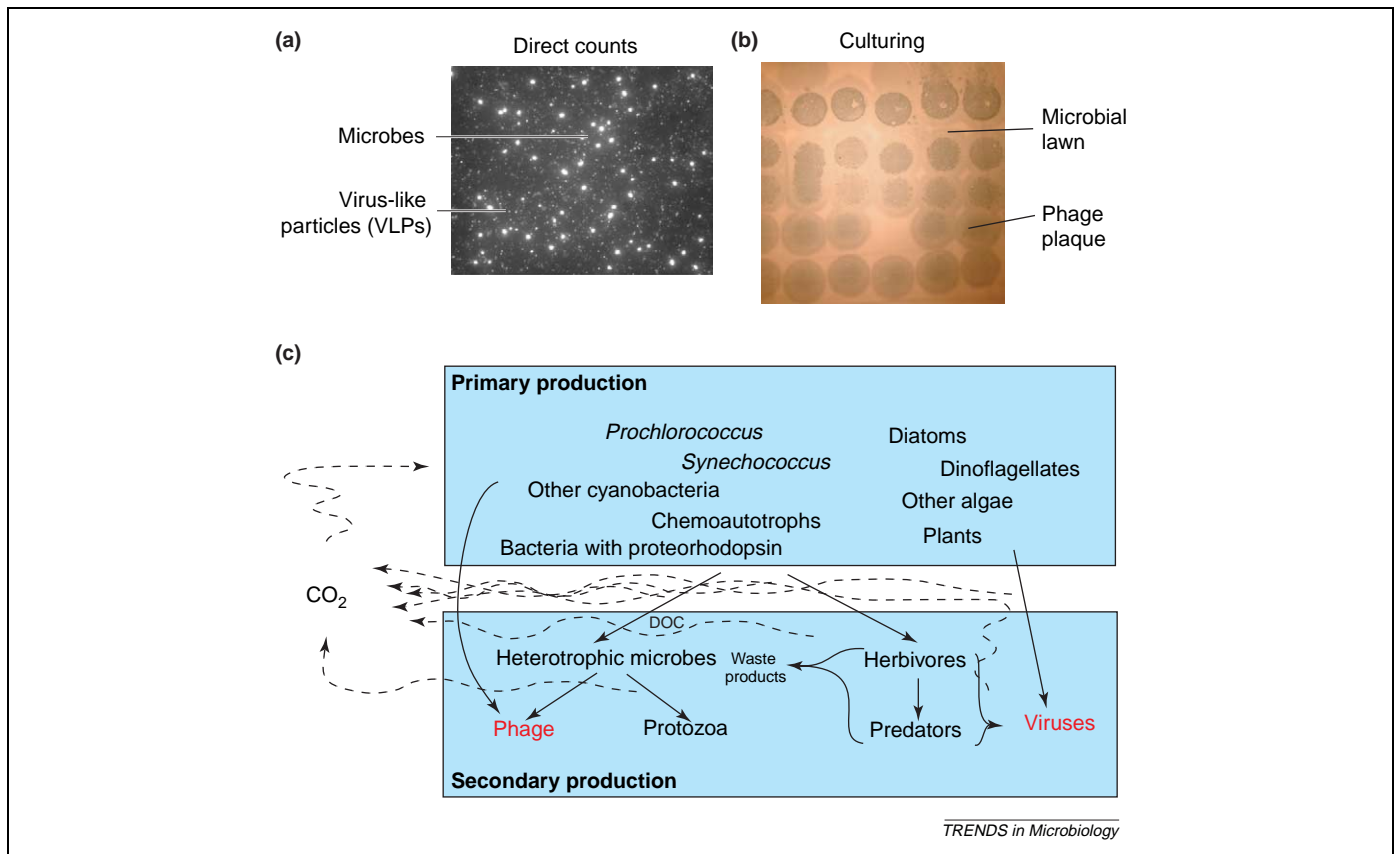 (a)
Direct counts
Microbes
Virus-like
particles (VLPs)
(b)
Culturing
Microbial
lawn
Phage
plaque
(c)
Primary production
Prochlorococcus
Synechococcus
Other cyanobacteria
Chemoautotrophs
Bacteria with proteorhodopsin
Diatoms
Dinoflagellates
Other algae
Plants
CO2
DOC
Heterotrophic microbes
Waste
products
Herbivores
Phage
Protozoa
Predators
Viruses
Secondary production
TRENDS in Microbiology